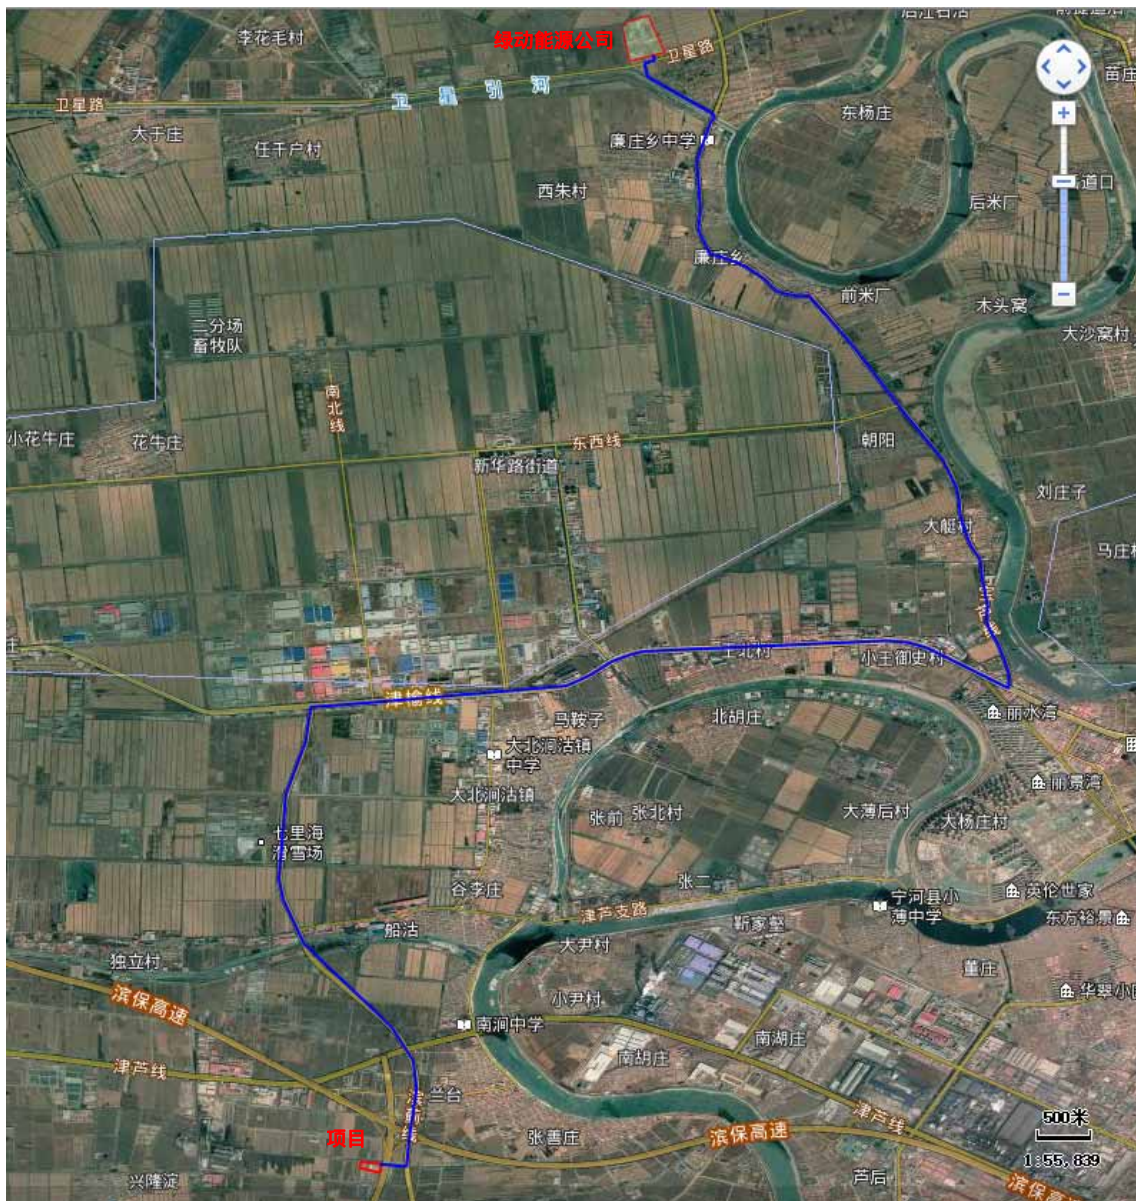 李花毛村
绿动能源公司
卫星路
苗庄
卫星路
卫星引河
大于庄
任千户村
廉庄乡中学
东杨庄
西朱村
后米厂
道口
廉庄乡
前米厂
木头窝
大沙窝村
二分场
畜牧队
南北线
小花牛庄
花牛庄
东西线
朝阳
新华路街道
刘庄子
大艇村
马庄村
王北村
小王御史村
津榆线
马鞍子
北胡庄
丽水湾
大北涧沽镇
中学
丽景湾
大北涧沽镇
张前
张北村
大薄后村
大杨庄村
七里海
滑雪场
谷李庄
张二
宁河县小
薄中学
英伦世家
津芦支路
靳家壑
东方裕景
船沽
大尹村
独立村
董庄
小尹村
华翠小区
滨保高速
南涧中学
南湖庄
津芦线
南胡庄
兰台
津芦线
500米
项目
张善庄
滨保高速
1:55,839
兴隆淀
芦后
滨保